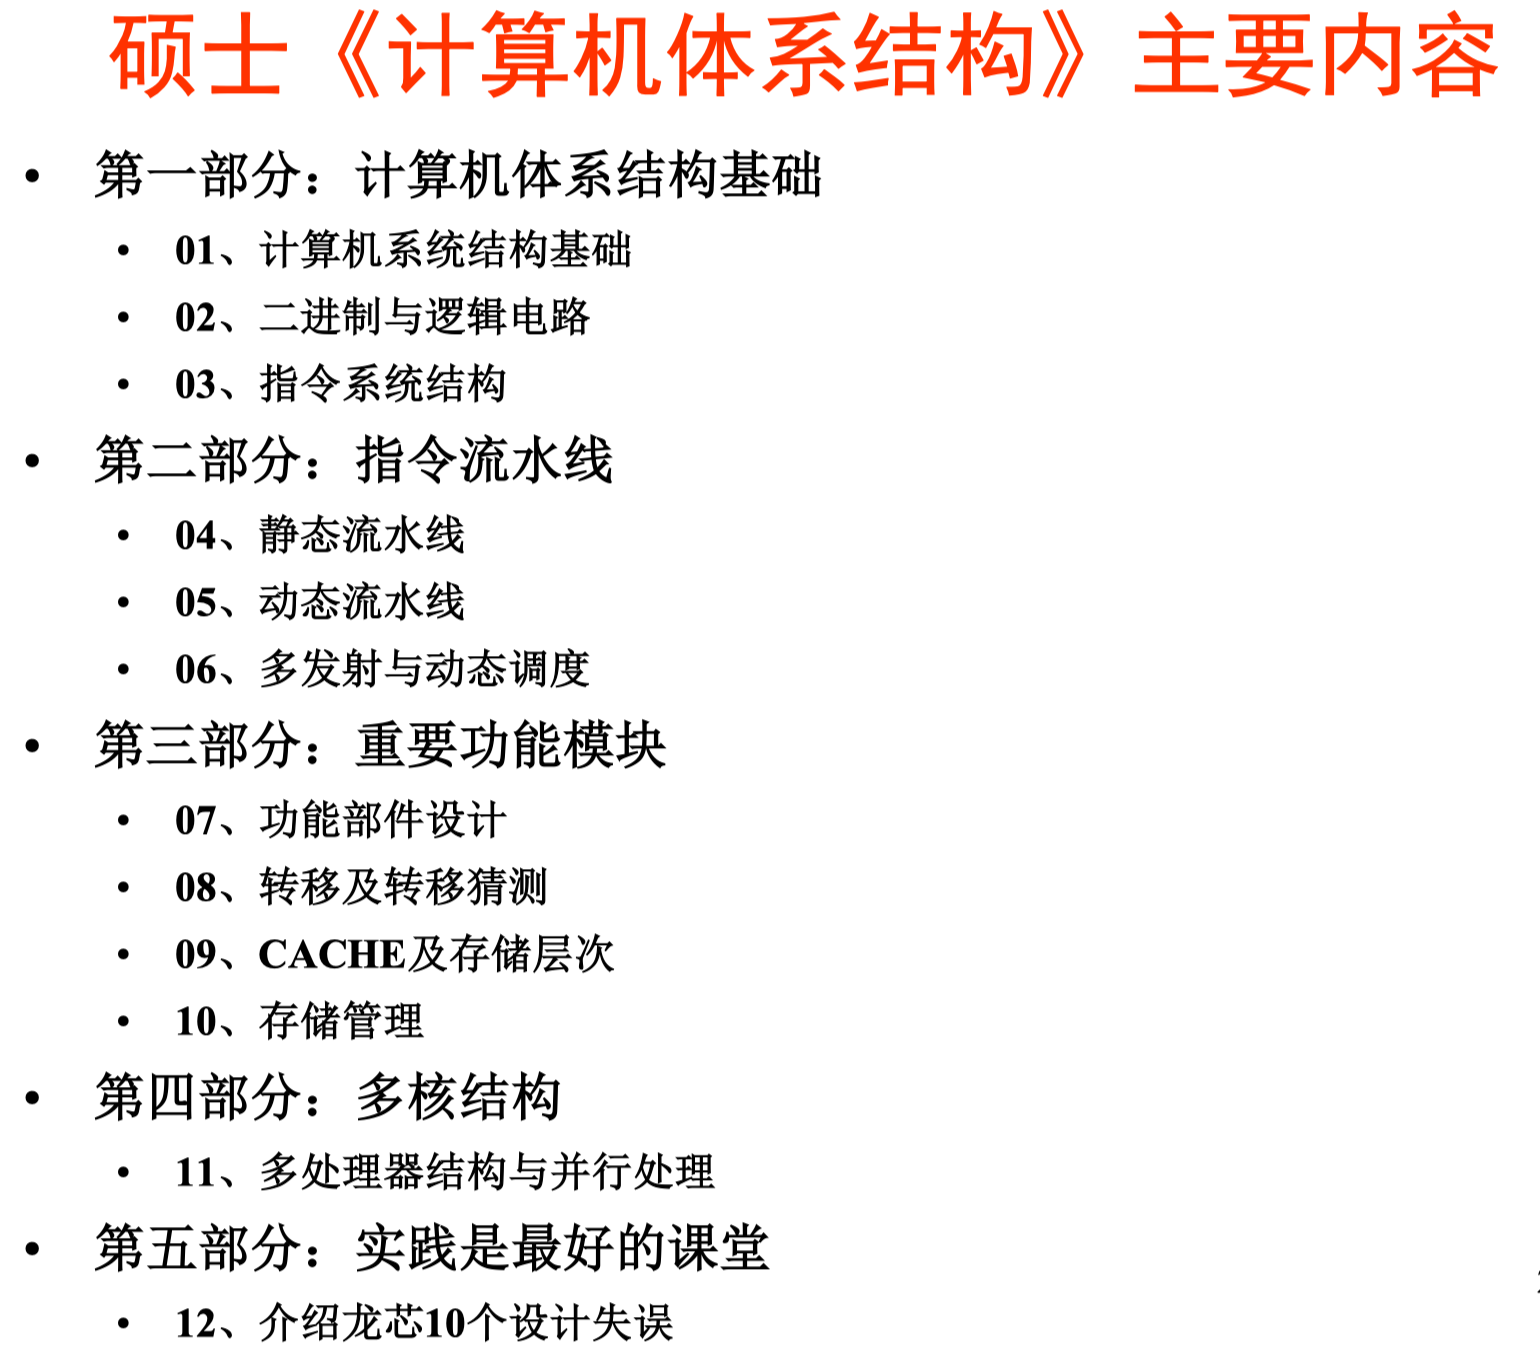 硕士《计算机体系结构》主要内容
• 第一部分：计算机体系结构基础
• 01、计算机系统结构基础
• 02、二进制与逻辑电路
• 03、指令系统结构
• 第二部分：指令流水线
• 04、静态流水线
• 05、动态流水线
• 06、多发射与动态调度
• 第三部分：重要功能模块
• 07、功能部件设计
• 08、转移及转移猜测
• 09、CACHE及存储层次
• 10、存储管理
• 第四部分：多核结构
• 11、多处理器结构与并行处理
• 第五部分：实践是最好的课堂
• 12、介绍龙芯10个设计失误